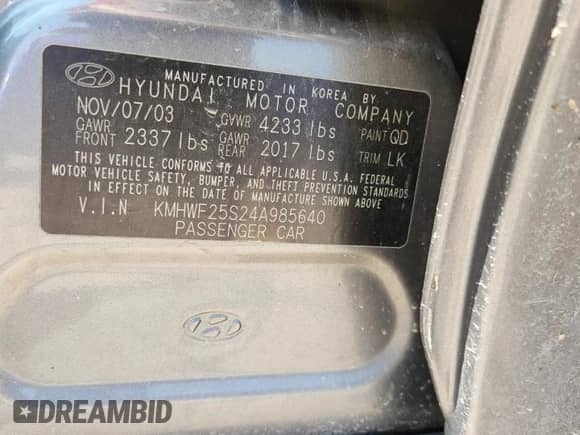 MANUFACTURED IN KOREA BY
HYUNDAI MOTOR COMPANY
NOV/07/03 GVWR 4233 lbs PAINT QD
GAWR FRONT 2337 lbs GAWR REAR 2017 lbs TRIM LK
THIS VEHICLE CONFORMS TO ALL APPLICABLE U.S.A. FEDERAL
MOTOR VEHICLE SAFETY, BUMPER, AND THEFT PREVENTION STANDARDS
IN EFFECT ON THE DATE OF MANUFACTURE SHOWN ABOVE
V.I.N KMHWF25S24A985640
PASSENGER CAR
DREAMBID